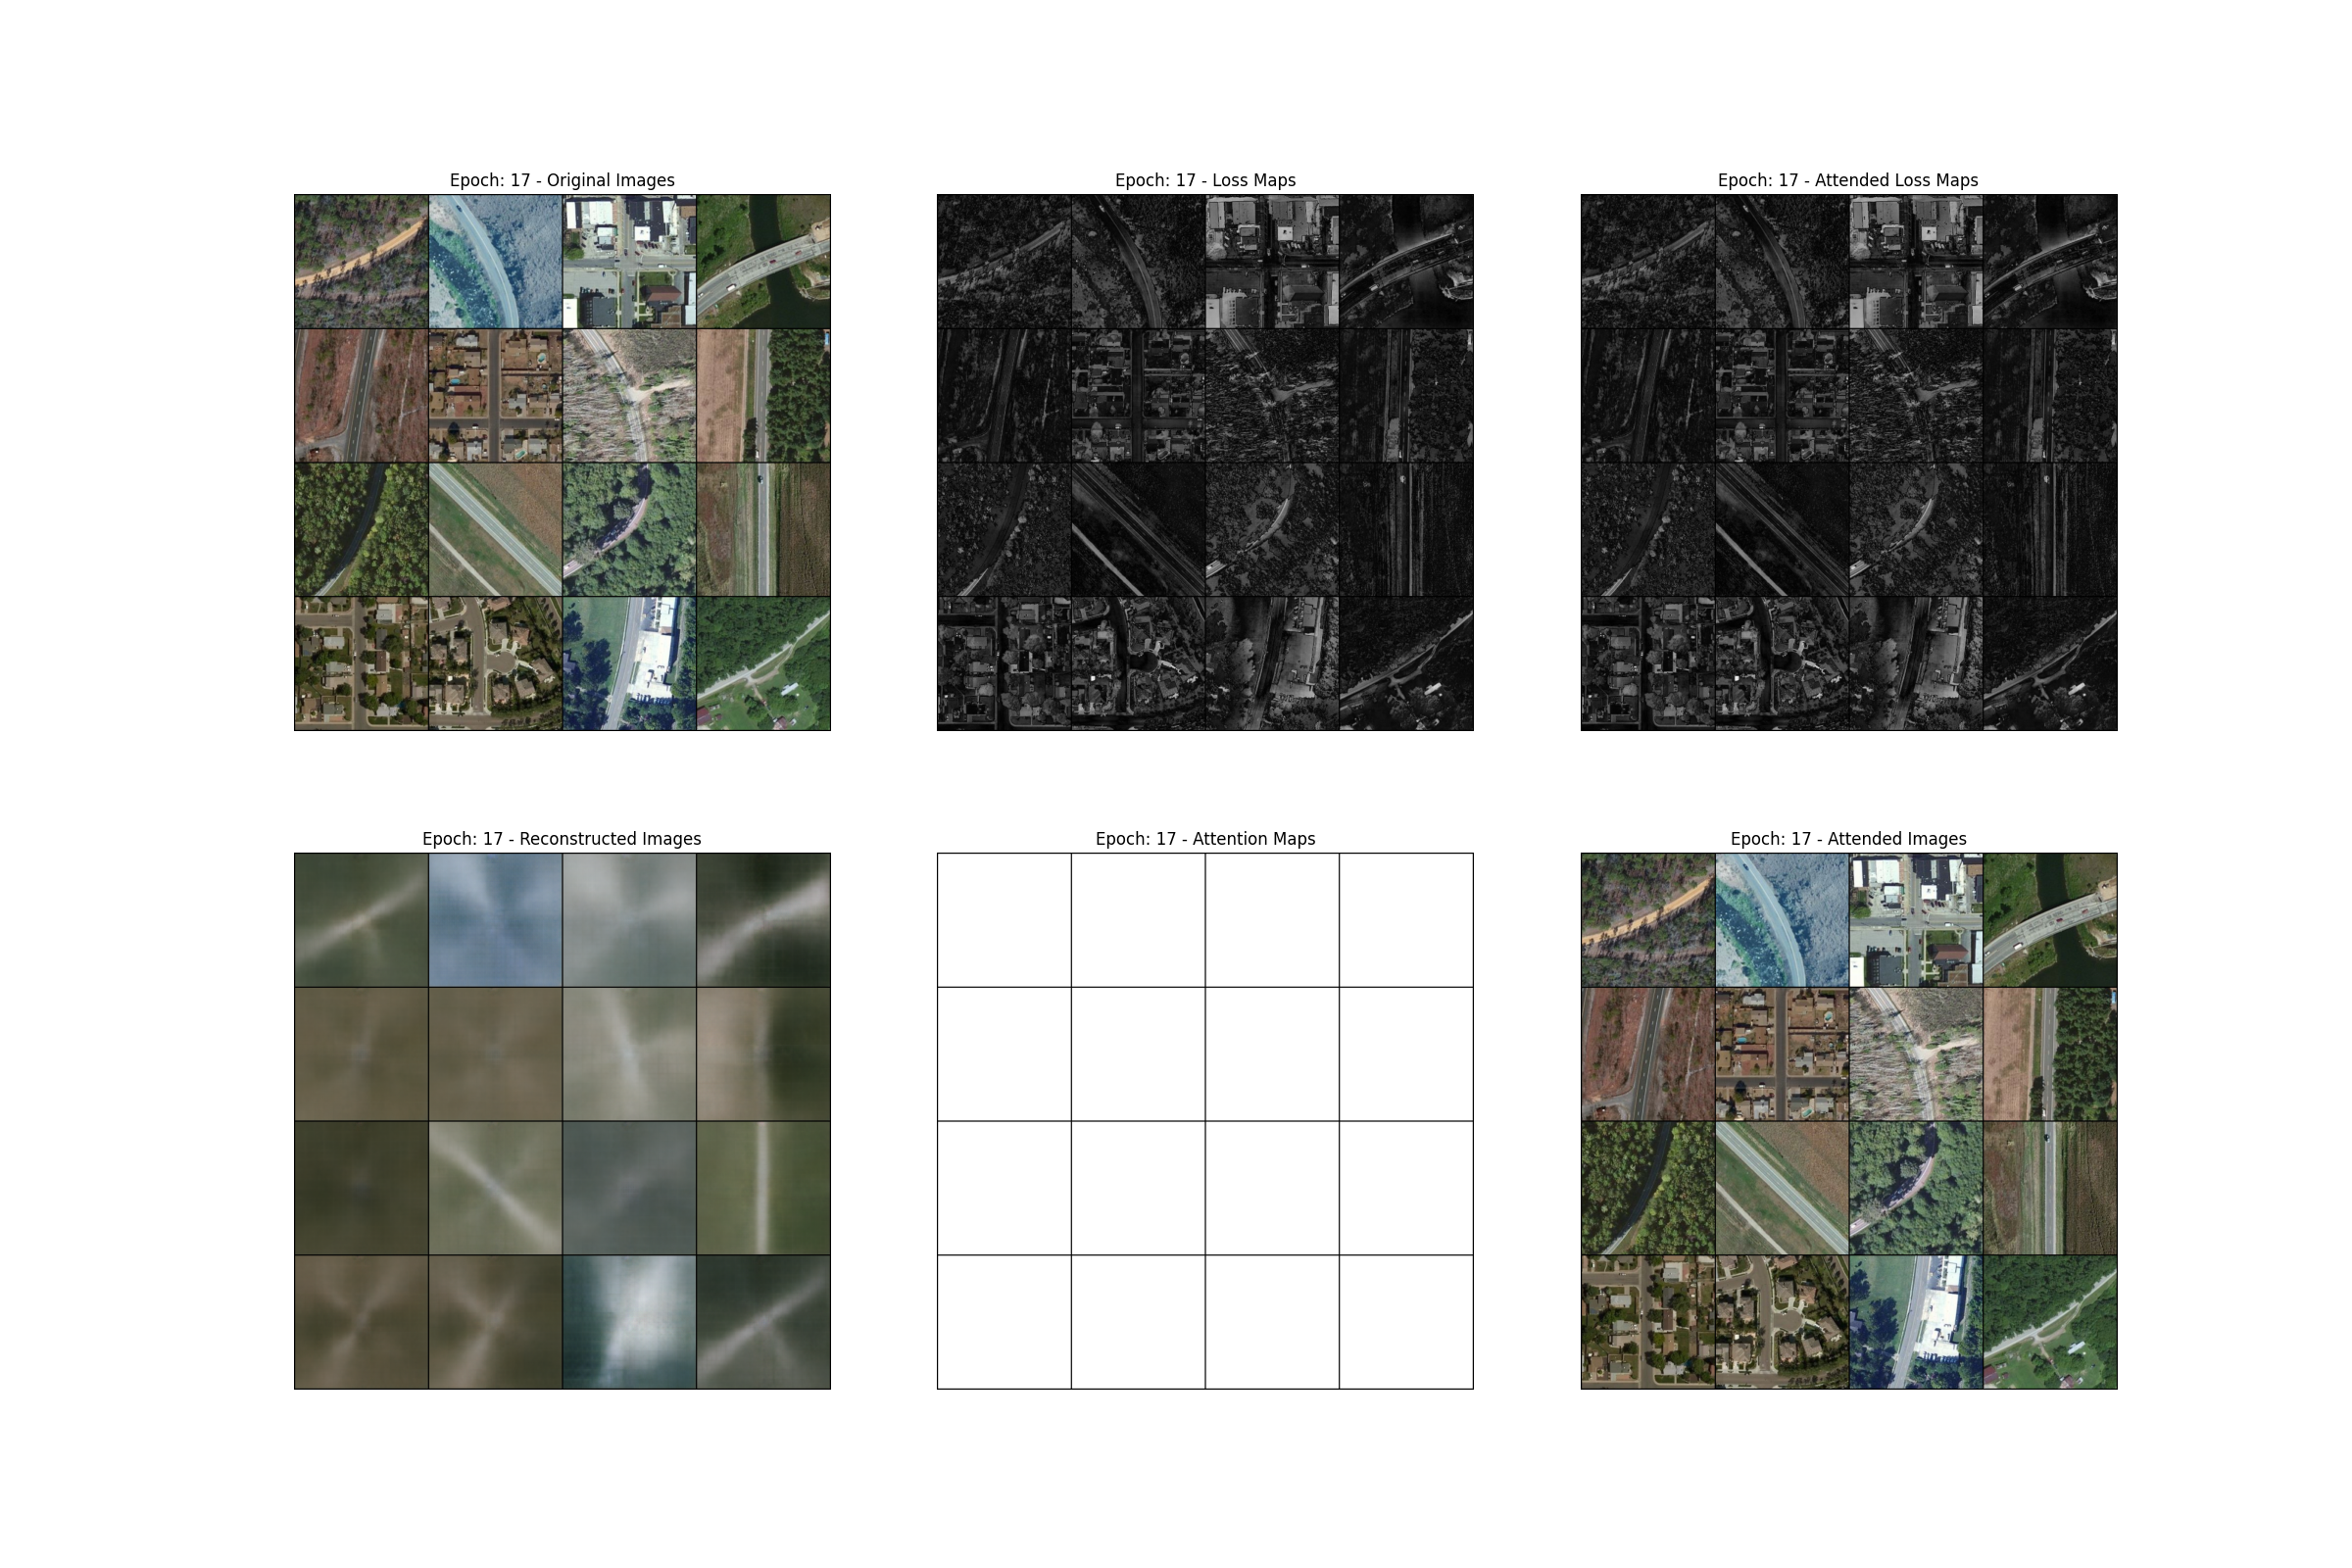 Epoch: 17 - Original Images
Epoch: 17 - Loss Maps
Epoch: 17 - Attended Loss Maps
Epoch: 17 - Reconstructed Images
Epoch: 17 - Attention Maps
Epoch: 17 - Attended Images